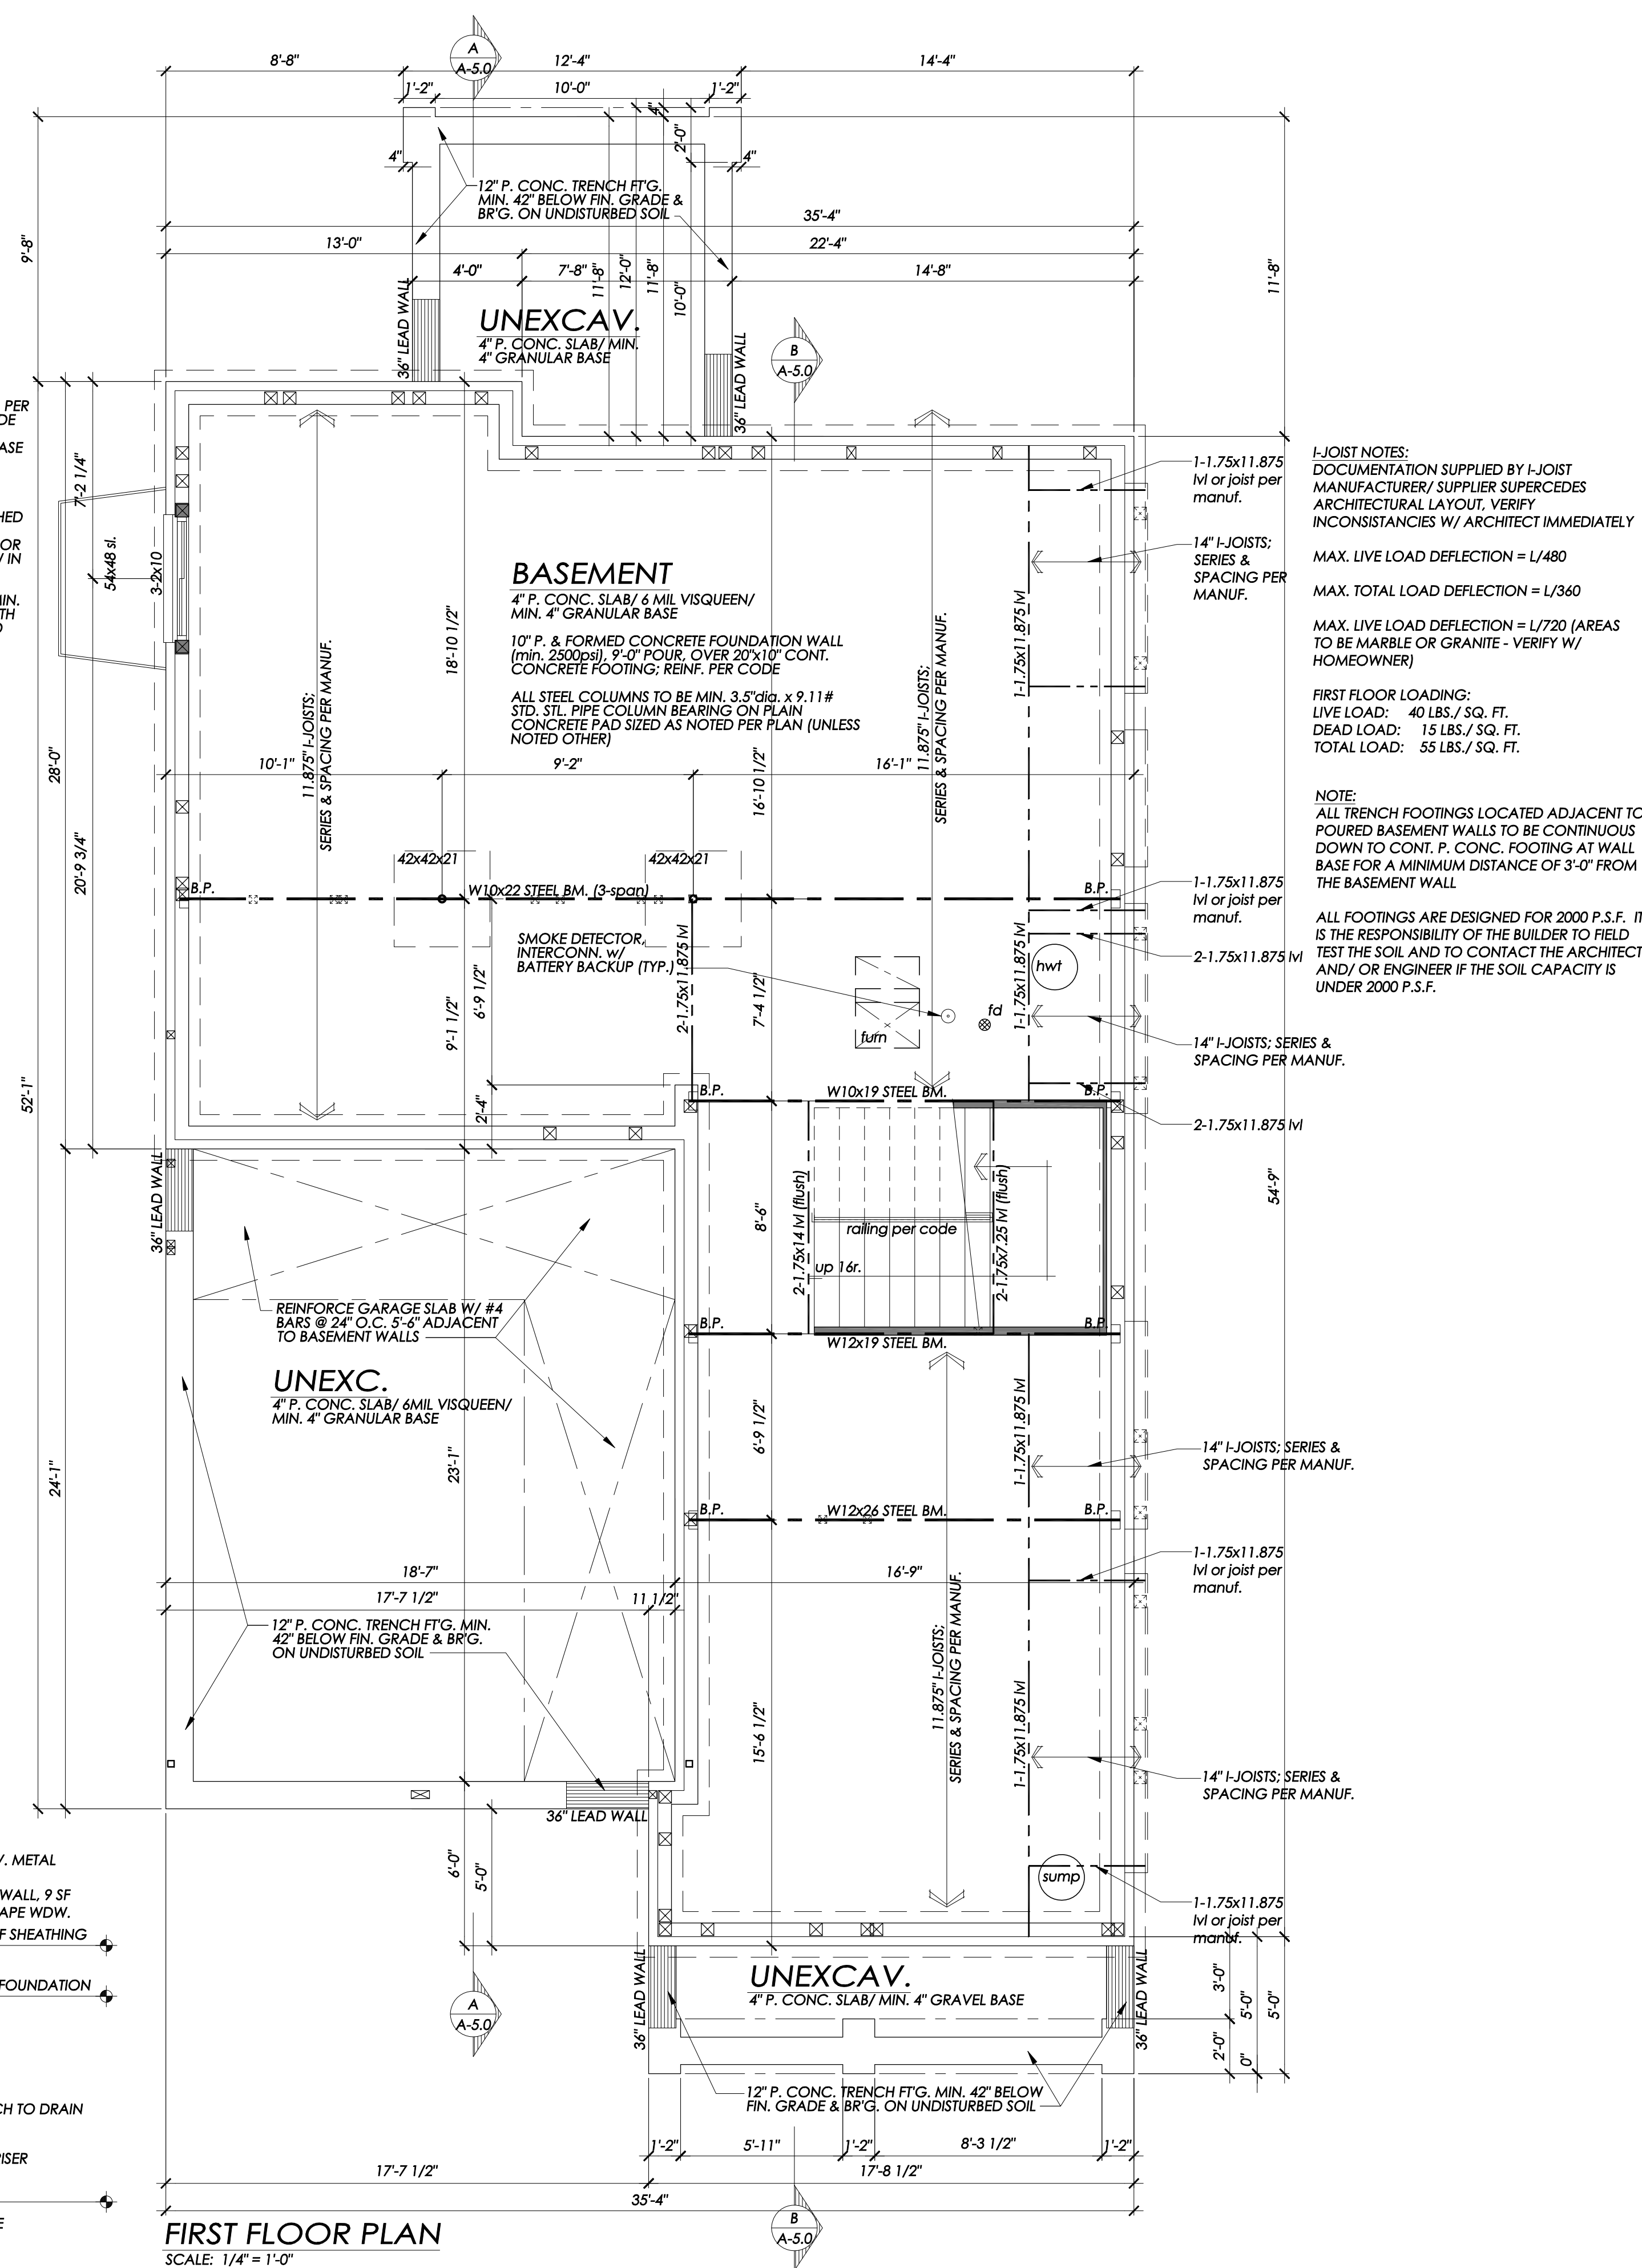 A
A-5.0
8'-8"
12'-4"
14'-4"
1'-2"
10'-0"
1'-2"
4"
2'-0"
4"
4"
12" P. CONC. TRENCH FT'G.
MIN. 42" BELOW FIN. GRADE &
BR'G. ON UNDISTURBED SOIL
35'-4"
13'-0"
22'-4"
9'-8"
4'-0"
7'-8"
11'-8"
12'-0"
11'-8"
10'-0"
14'-8"
11'-8"
36" LEAD WALL
UNEXCAV.
4" P. CONC. SLAB/ MIN.
4" GRANULAR BASE
36" LEAD WALL
B
A-5.0
PER
DE
ASE
HED
OR
/ IN
MIN.
TH
D
7'-2 1/4"
54x48 sl.
3-2x10
BASEMENT
4" P. CONC. SLAB/ 6 MIL VISQUEEN/
MIN. 4" GRANULAR BASE
10" P. & FORMED CONCRETE FOUNDATION WALL
(min. 2500psi), 9'-0" POUR, OVER 20"x10" CONT.
CONCRETE FOOTING; REINF. PER CODE
ALL STEEL COLUMNS TO BE MIN. 3.5"dia. x 9.11#
STD. STL. PIPE COLUMN BEARING ON PLAIN
CONCRETE PAD SIZED AS NOTED PER PLAN (UNLESS
NOTED OTHER)
18'-10 1/2"
11.875" I-JOISTS;
SERIES & SPACING PER MANUF.
11.875" I-JOISTS;
SERIES & SPACING PER MANUF.
1-1.75x11.875 lvl
1-1.75x11.875
lvl or joist per
manuf.
14" I-JOISTS;
SERIES &
SPACING PER
MANUF.
I-JOIST NOTES:
DOCUMENTATION SUPPLIED BY I-JOIST
MANUFACTURER/ SUPPLIER SUPERCEDES
ARCHITECTURAL LAYOUT, VERIFY
INCONSISTANCIES W/ ARCHITECT IMMEDIATELY
MAX. LIVE LOAD DEFLECTION = L/480
MAX. TOTAL LOAD DEFLECTION = L/360
MAX. LIVE LOAD DEFLECTION = L/720 (AREAS
TO BE MARBLE OR GRANITE - VERIFY W/
HOMEOWNER)
FIRST FLOOR LOADING:
LIVE LOAD: 40 LBS./ SQ. FT.
DEAD LOAD: 15 LBS./ SQ. FT.
TOTAL LOAD: 55 LBS./ SQ. FT.
NOTE:
ALL TRENCH FOOTINGS LOCATED ADJACENT TO
POURED BASEMENT WALLS TO BE CONTINUOUS
DOWN TO CONT. P. CONC. FOOTING AT WALL
BASE FOR A MINIMUM DISTANCE OF 3'-0" FROM
THE BASEMENT WALL
ALL FOOTINGS ARE DESIGNED FOR 2000 P.S.F. IT
IS THE RESPONSIBILITY OF THE BUILDER TO FIELD
TEST THE SOIL AND TO CONTACT THE ARCHITECT
AND/ OR ENGINEER IF THE SOIL CAPACITY IS
UNDER 2000 P.S.F.
28'-0"
10'-1"
9'-2"
16'-1"
16'-10 1/2"
20'-9 3/4"
42x42x21
42x42x21
B.P.
W10x22 STEEL BM. (3-span)
B.P.
1-1.75x11.875
lvl or joist per
manuf.
SMOKE DETECTOR,
INTERCONN. w/
BATTERY BACKUP (TYP.)
2-1.75x11.875 lvl
1-1.75x11.875 lvl
hwt
2-1.75x11.875 lvl
9'-1 1/2"
6'-9 1/2"
7'-4 1/2"
fd
furn
14" I-JOISTS; SERIES &
SPACING PER MANUF.
52'-1"
2'-4"
B.P.
W10x19 STEEL BM.
B.P.
2-1.75x11.875 lvl
36" LEAD WALL
8'-6"
2-1.75x14 lvl (flush)
railing per code
2-1.75x7.25 lvl (flush)
up 16r.
54'-9"
REINFORCE GARAGE SLAB W/ #4
BARS @ 24" O.C. 5'-6" ADJACENT
TO BASEMENT WALLS
B.P.
W12x19 STEEL BM.
B.P.
UNEXC.
4" P. CONC. SLAB/ 6MIL VISQUEEN/
MIN. 4" GRANULAR BASE
24'-1"
23'-1"
6'-9 1/2"
1-1.75x11.875 lvl
14" I-JOISTS; SERIES &
SPACING PER MANUF.
B.P.
W12x26 STEEL BM.
B.P.
1-1.75x11.875
lvl or joist per
manuf.
18'-7"
16'-9"
17'-7 1/2"
11 1/2"
12" P. CONC. TRENCH FT'G. MIN.
42" BELOW FIN. GRADE & BR'G.
ON UNDISTURBED SOIL
15'-6 1/2"
11.875" I-JOISTS;
SERIES & SPACING PER MANUF.
1-1.75x11.875 lvl
14" I-JOISTS; SERIES &
SPACING PER MANUF.
36" LEAD WALL
6'-0"
5'-0"
sump
1-1.75x11.875
lvl or joist per
manuf.
V. METAL
WALL, 9 SF
APE WDW.
F SHEATHING
FOUNDATION
CH TO DRAIN
RISER
E
A
A-5.0
36" LEAD WALL
UNEXCAV.
4" P. CONC. SLAB/ MIN. 4" GRAVEL BASE
36" LEAD WALL
3'-0"
5'-0"
5'-0"
2'-0"
0"
12" P. CONC. TRENCH FT'G. MIN. 42" BELOW
FIN. GRADE & BR'G. ON UNDISTURBED SOIL
1'-2"
5'-11"
1'-2"
8'-3 1/2"
1'-2"
17'-7 1/2"
17'-8 1/2"
35'-4"
B
A-5.0
FIRST FLOOR PLAN
SCALE: 1/4" = 1'-0"